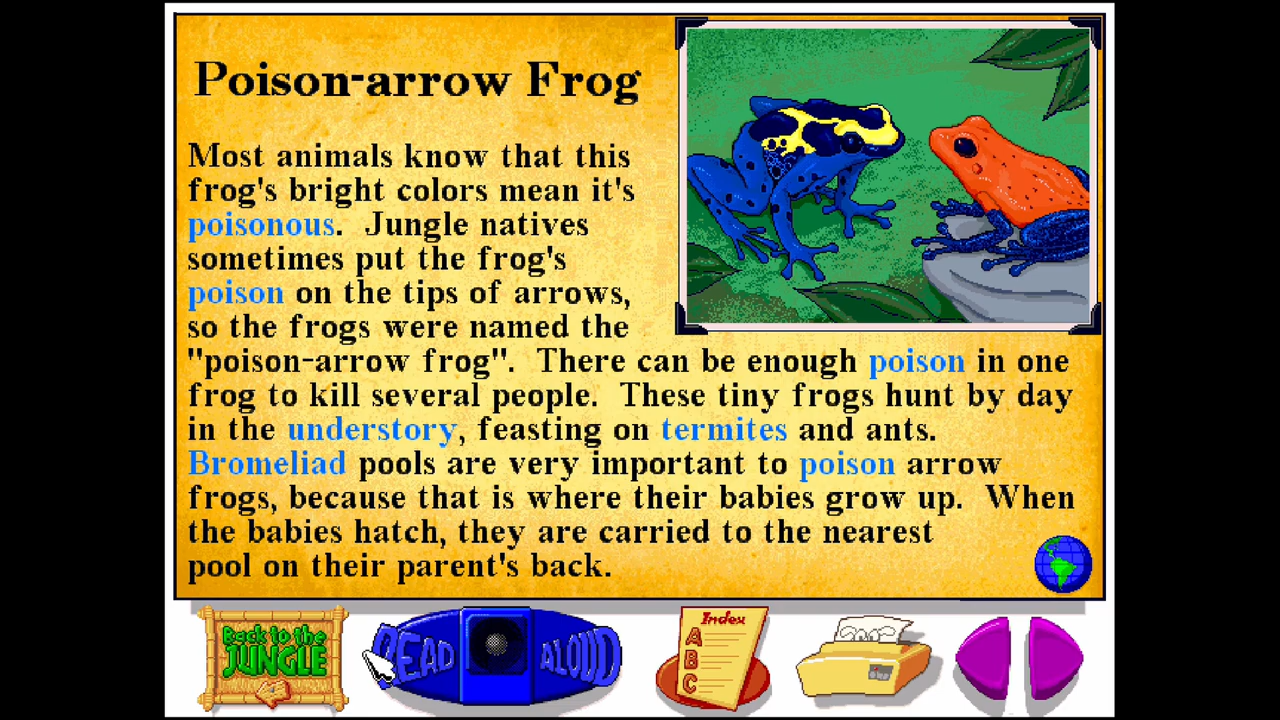 Poison-arrow Frog
Most animals know that this
frog's bright colors mean it's
poisonous.  Jungle natives
sometimes put the frog's
poison on the tips of arrows,
so the frogs were named the
"poison-arrow frog".  There can be enough poison in one
frog to kill several people.  These tiny frogs hunt by day
in the understory, feasting on termites and ants.
Bromeliad pools are very important to poison arrow
frogs, because that is where their babies grow up.  When
the babies hatch, they are carried to the nearest
pool on their parent's back.
Back to the
JUNGLE
READ ALOUD
Index
A
B
C